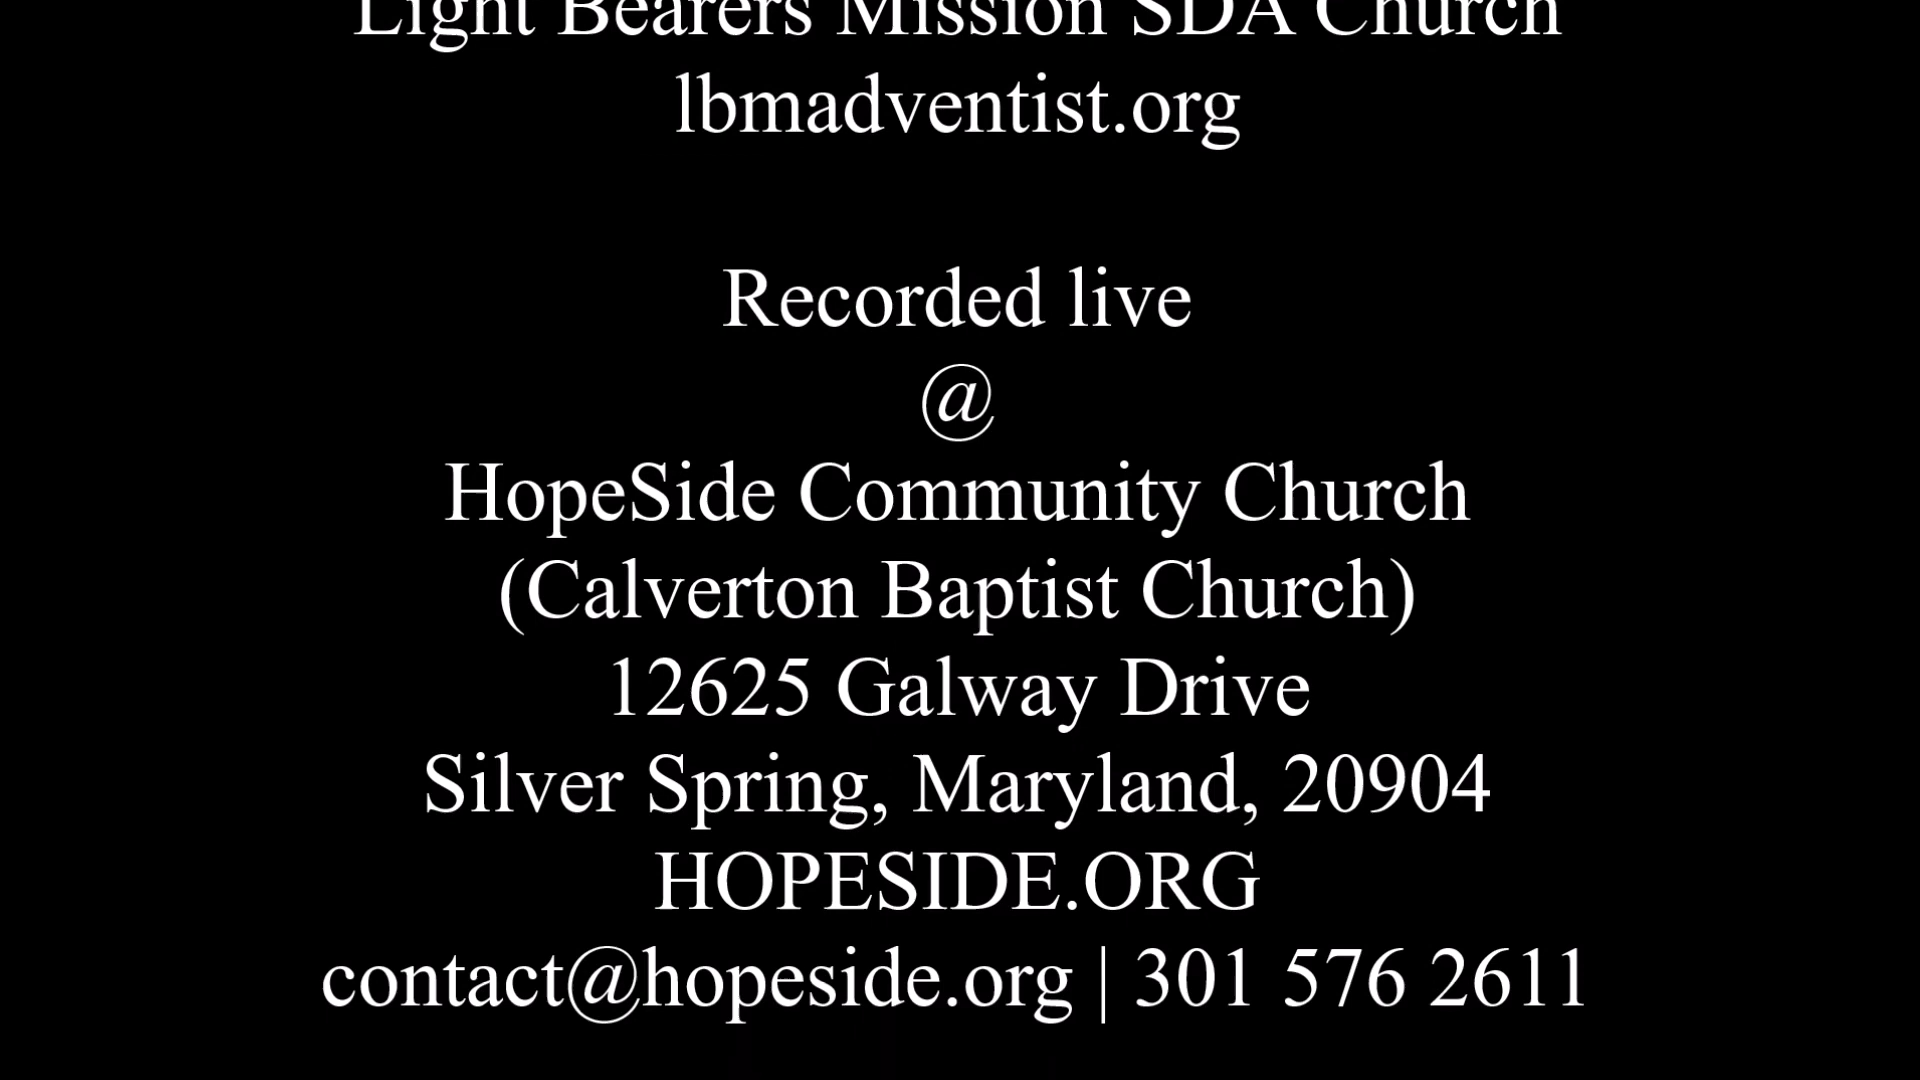 Light Bearers Mission SDA Church
lbmadventist.org
Recorded live
@
HopeSide Community Church
(Calverton Baptist Church)
12625 Galway Drive
Silver Spring, Maryland, 20904
HOPESIDE.ORG
contact@hopeside.org | 301 576 2611